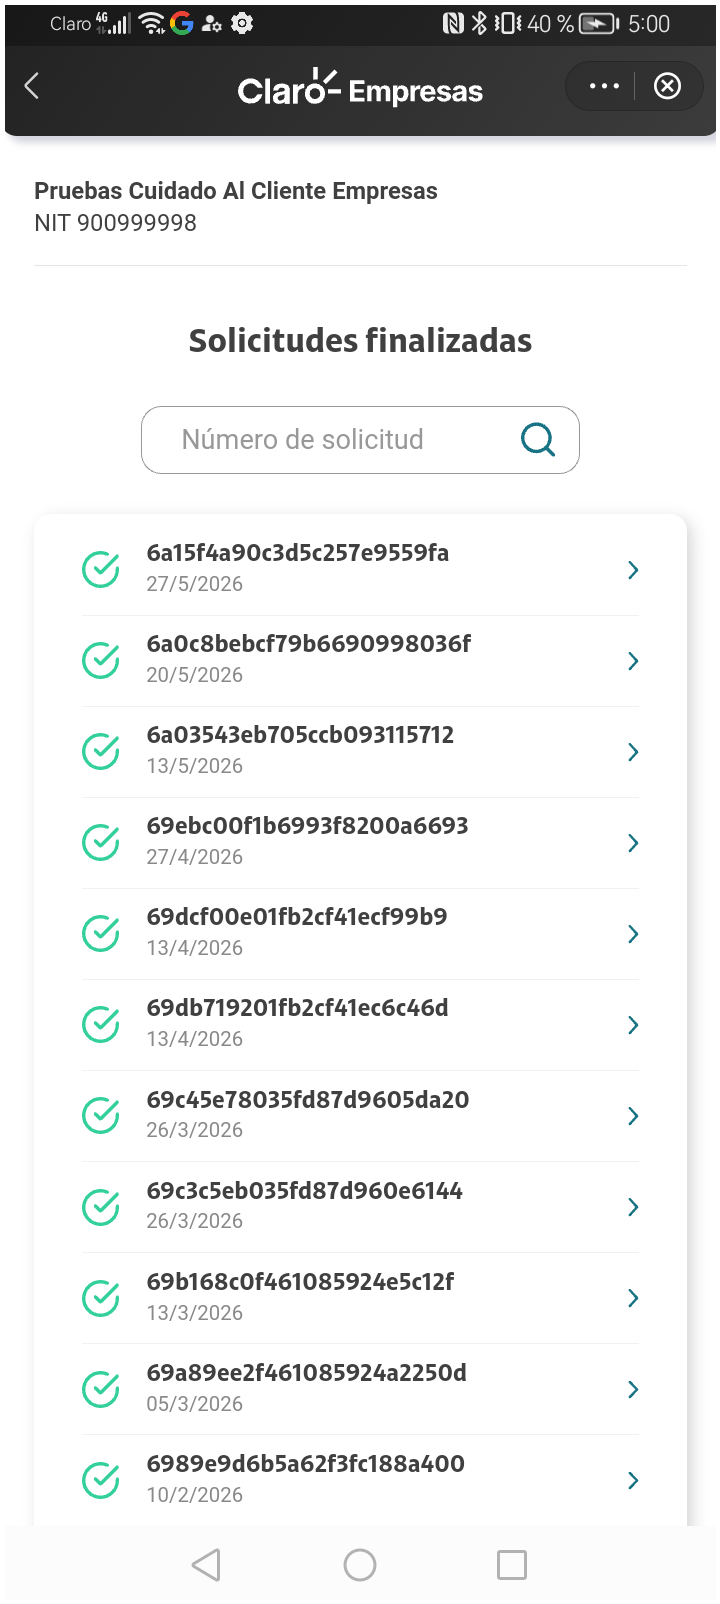 Claro 4G 40 % 5:00
Claro- Empresas
Pruebas Cuidado Al Cliente Empresas
NIT 900999998
Solicitudes finalizadas
Número de solicitud
6a15f4a90c3d5c257e9559fa
27/5/2026
6a0c8bebcf79b6690998036f
20/5/2026
6a03543eb705ccb093115712
13/5/2026
69ebc00f1b6993f8200a6693
27/4/2026
69dcf00e01fb2cf41ecf99b9
13/4/2026
69db719201fb2cf41ec6c46d
13/4/2026
69c45e78035fd87d9605da20
26/3/2026
69c3c5eb035fd87d960e6144
26/3/2026
69b168c0f461085924e5c12f
13/3/2026
69a89ee2f461085924a2250d
05/3/2026
6989e9d6b5a62f3fc188a400
10/2/2026